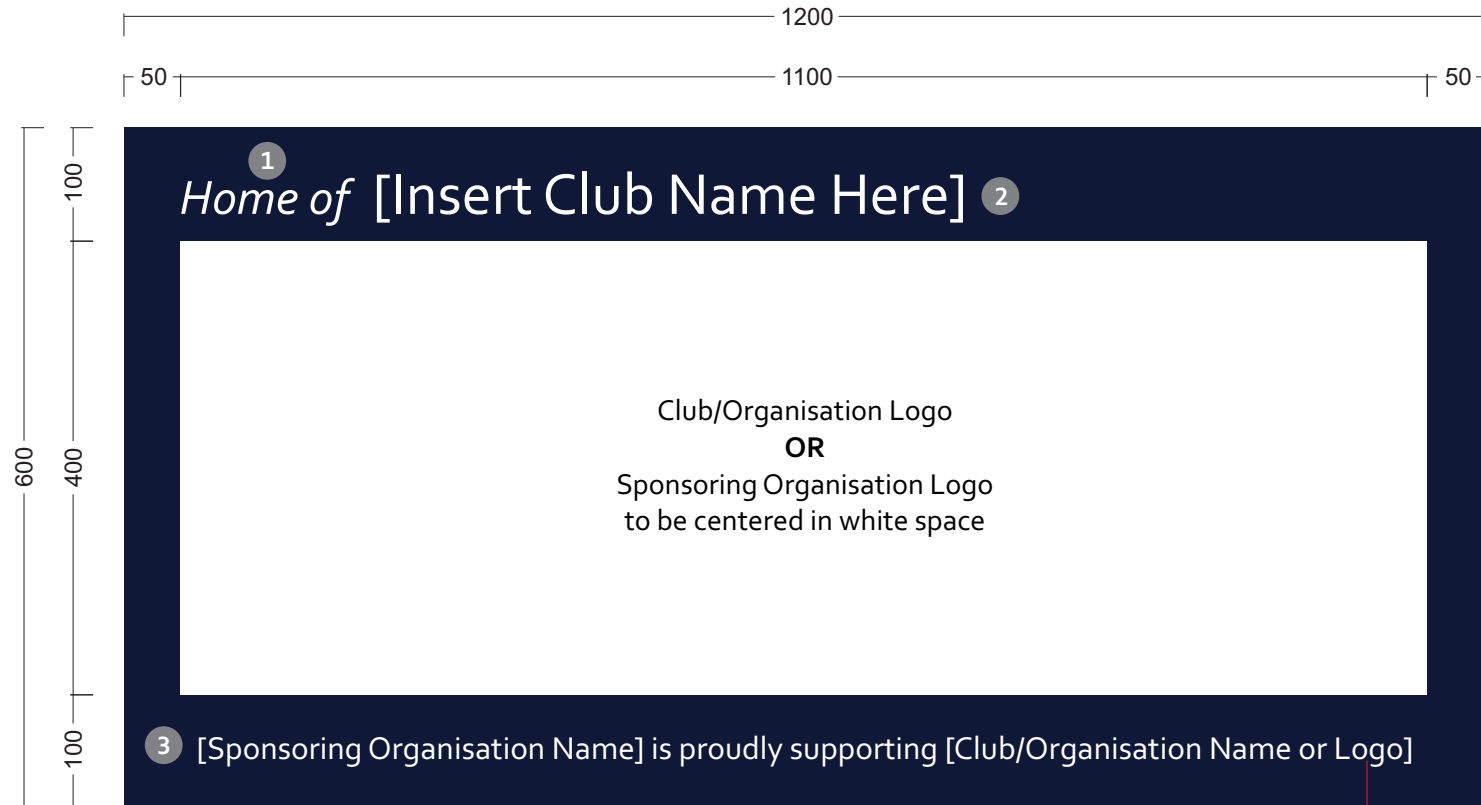 1200
50
1100
50
1
Home of [Insert Club Name Here] 2
100
Club/Organisation Logo
OR
Sponsoring Organisation Logo
to be centered in white space
600
400
100
3 [Sponsoring Organisation Name] is proudly supporting [Club/Organisation Name or Logo]